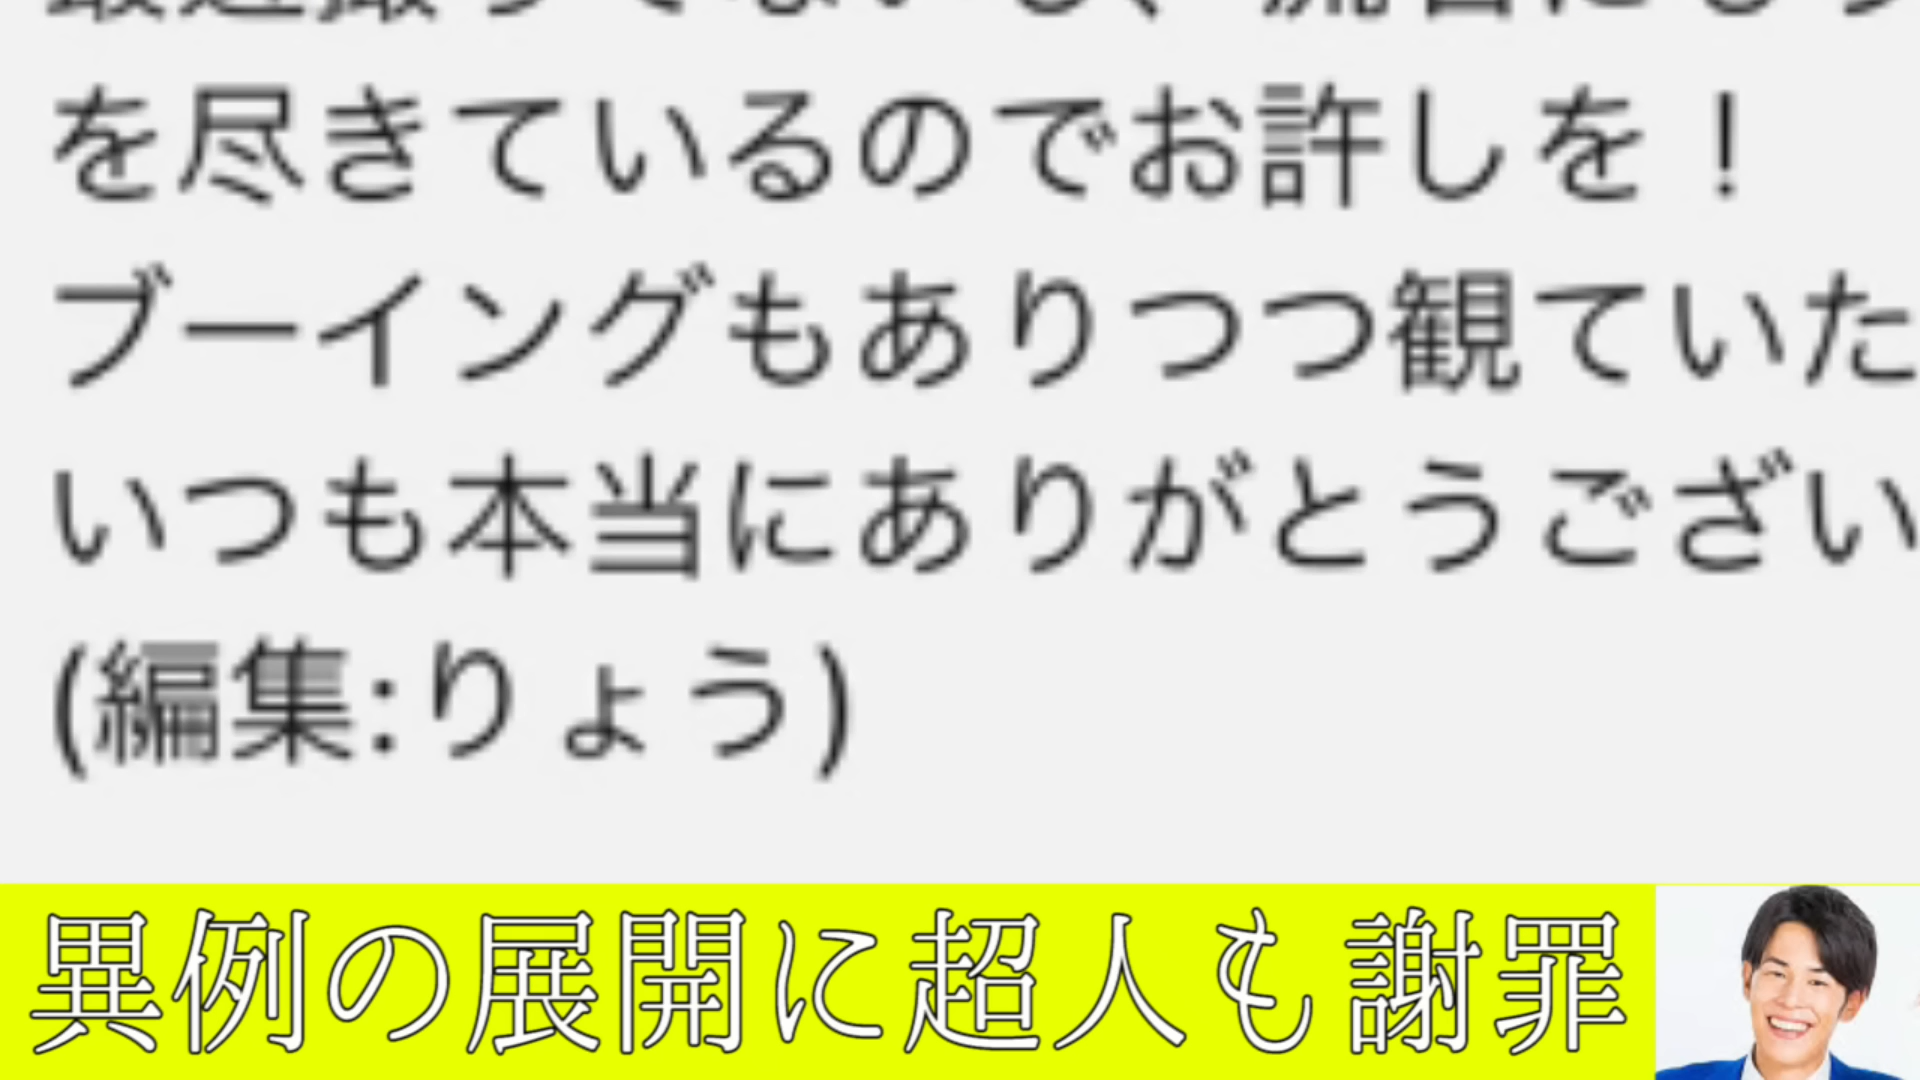 を尽きているのでお許しを！
ブーイングもありつつ観ていた
いつも本当にありがとうござい
(編集:りょう)
異例の展開に超人も謝罪